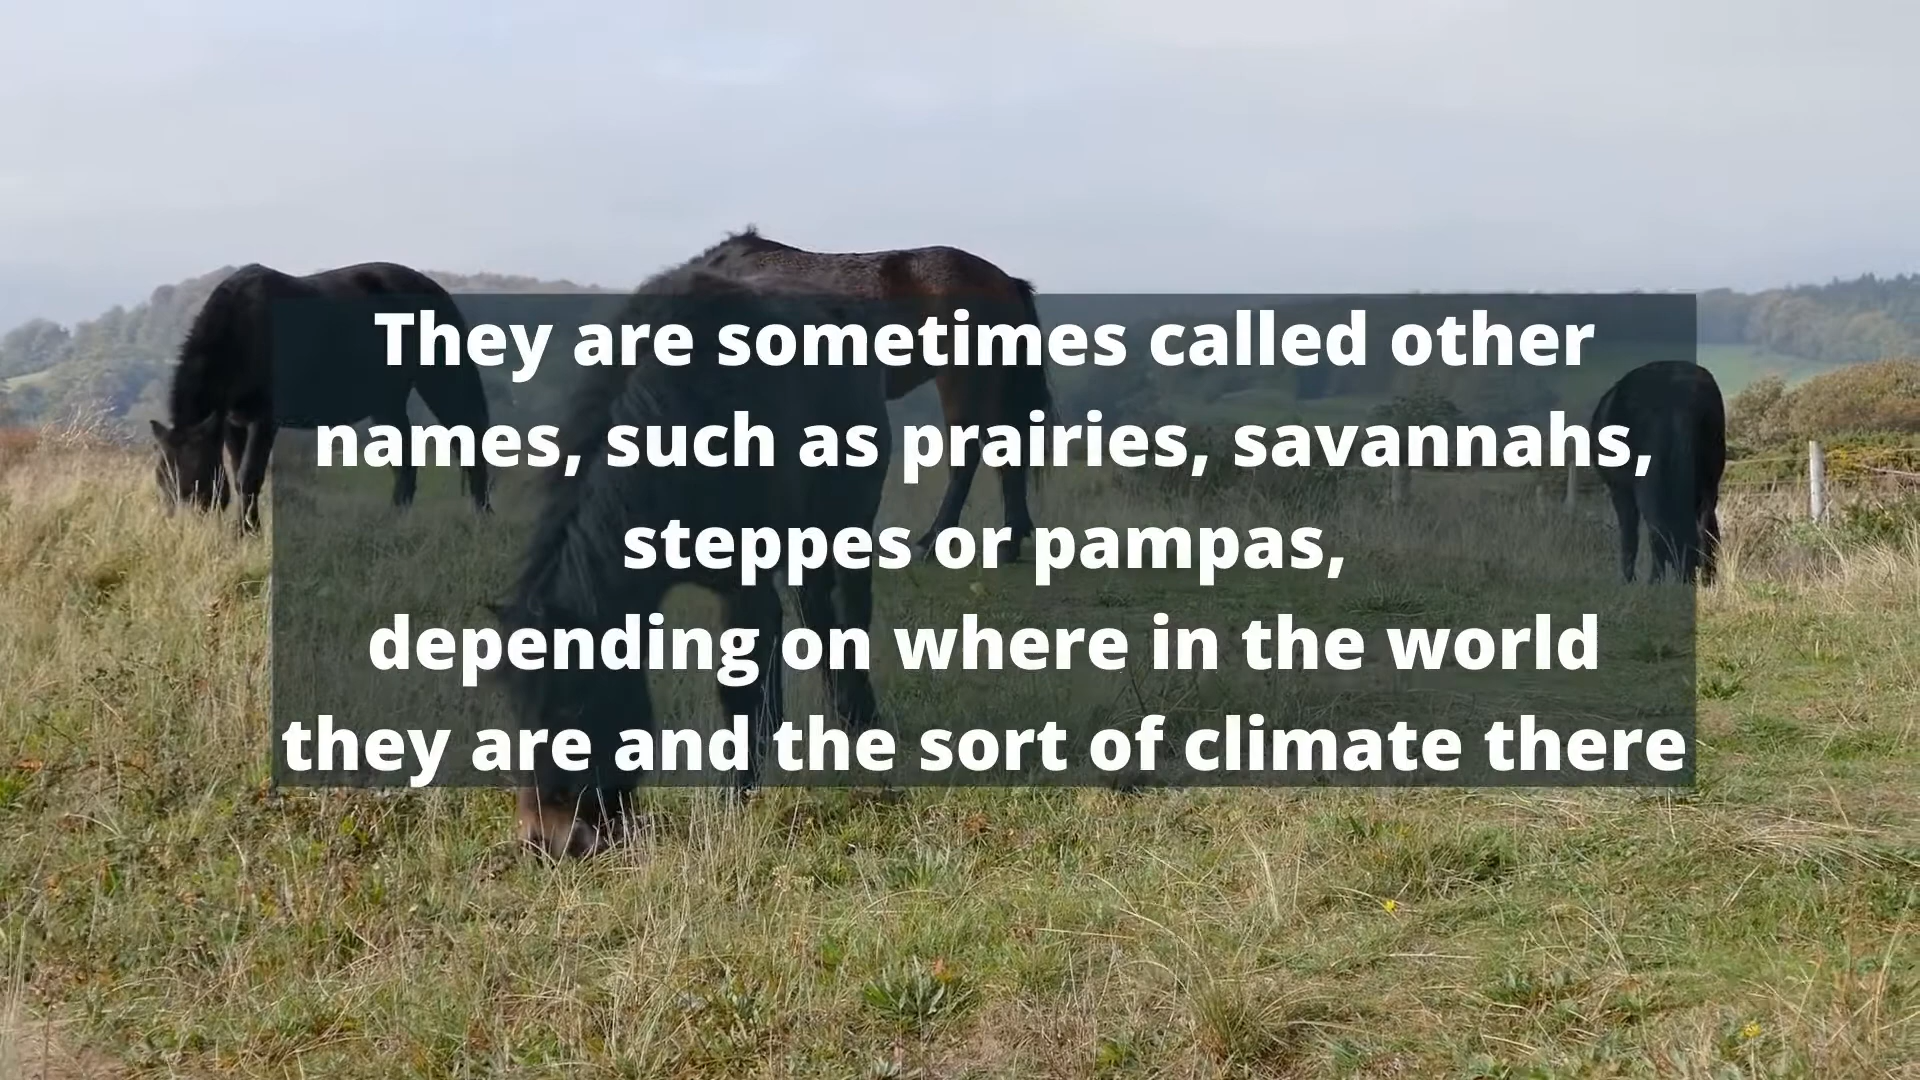 They are sometimes called other
names, such as prairies, savannahs,
steppes or pampas,
depending on where in the world
they are and the sort of climate there